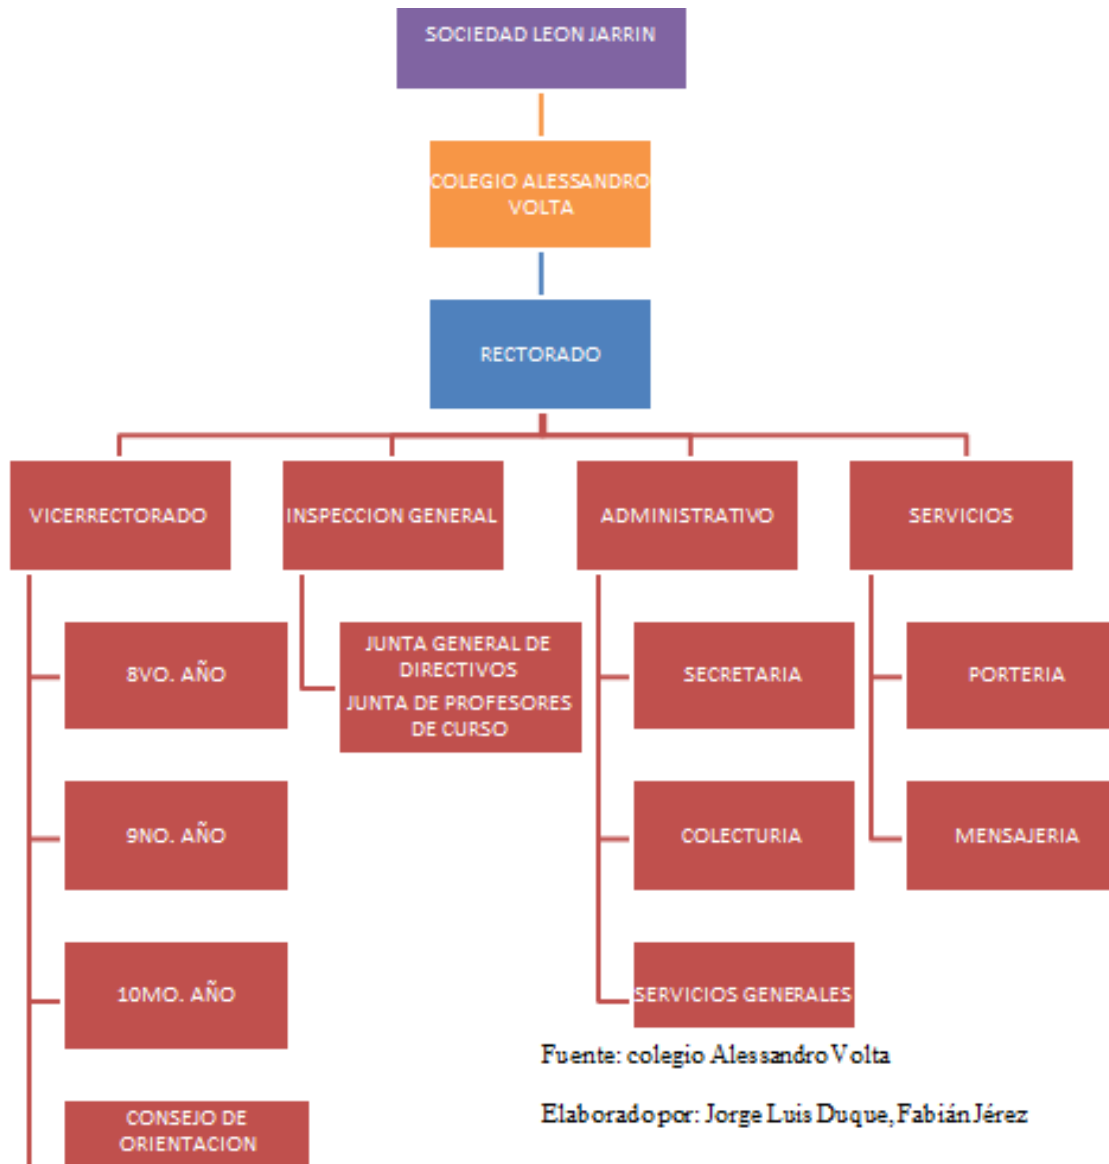 SOCIEDAD LEON JARRIN
COLEGIO ALESSANDRO
VOLTA
RECTORADO
VICERRECTORADO
INSPECCION GENERAL
ADMINISTRATIVO
SERVICIOS
8VO. AÑO
9NO. AÑO
10MO. AÑO
CONSEJO DE
ORIENTACION
JUNTA GENERAL DE
DIRECTIVOS
JUNTA DE PROFESORES
DE CURSO
SECRETARIA
COLECTURIA
SERVICIOS GENERALES
PORTERIA
MENSAJERIA
Fuente: colegio Alessandro Volta
Elaborado por: Jorge Luis Duque, Fabián Jérez